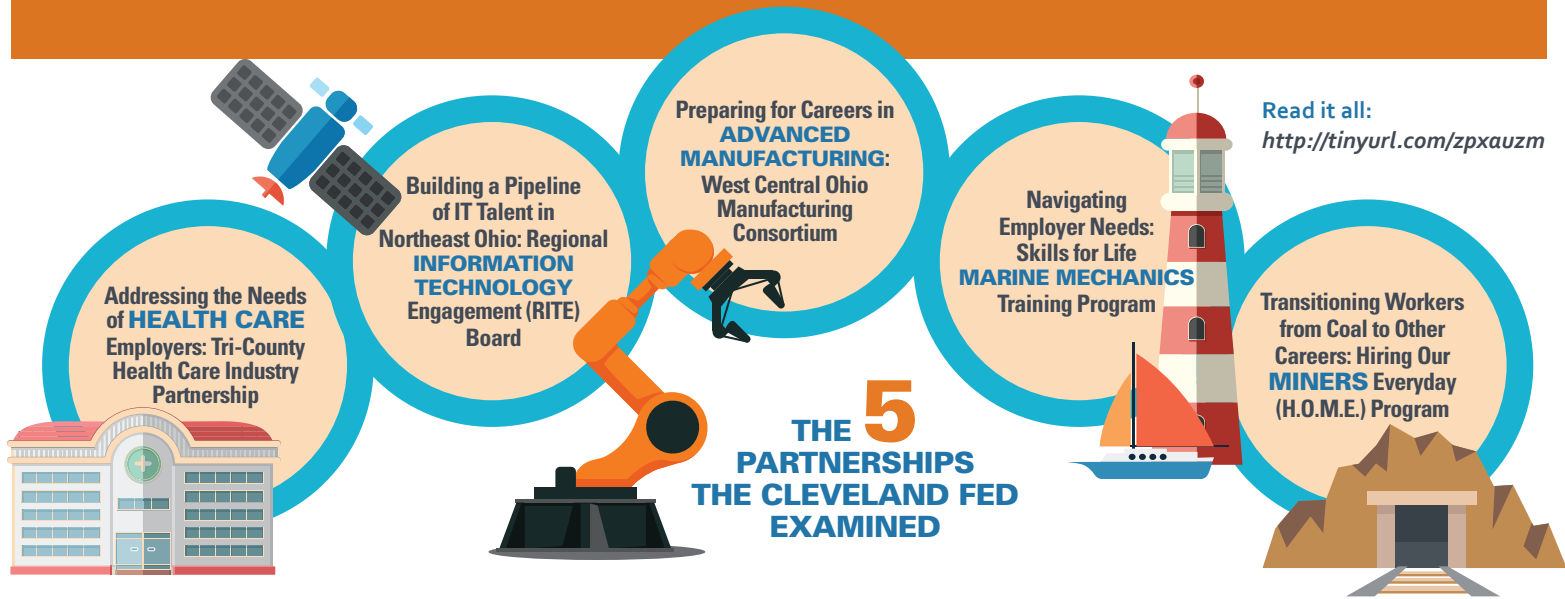 Addressing the Needs
of HEALTH CARE
Employers: Tri-County
Health Care Industry
Partnership
Building a Pipeline
of IT Talent in
Northeast Ohio: Regional
INFORMATION
TECHNOLOGY
Engagement (RITE)
Board
Preparing for Careers in
ADVANCED
MANUFACTURING:
West Central Ohio
Manufacturing
Consortium
Navigating
Employer Needs:
Skills for Life
MARINE MECHANICS
Training Program
Transitioning Workers
from Coal to Other
Careers: Hiring Our
MINERS Everyday
(H.O.M.E.) Program
Read it all:
http://tinyurl.com/zpxauzm
THE 5
PARTNERSHIPS
THE CLEVELAND FED
EXAMINED